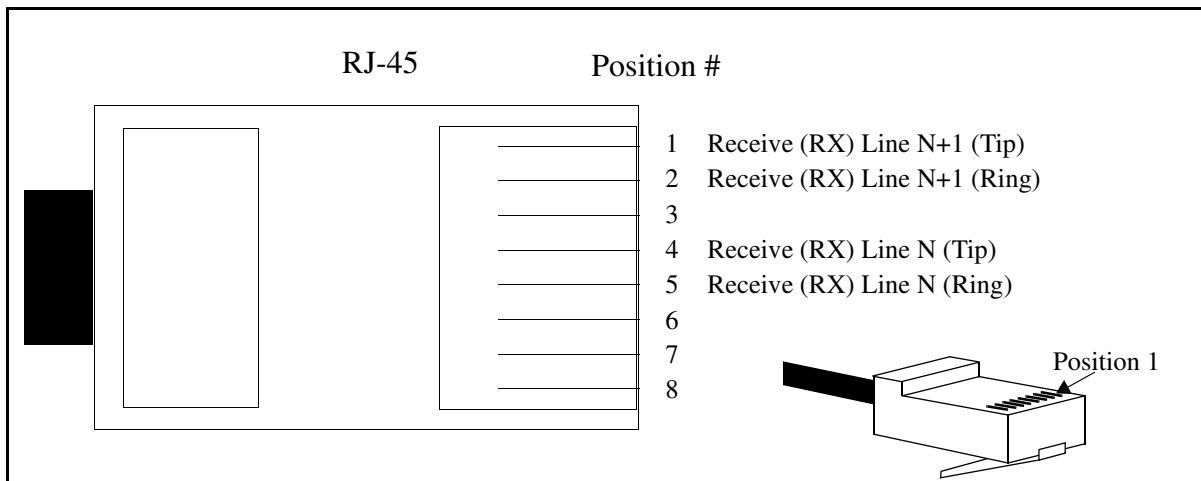 RJ-45 Position #
1 Receive (RX) Line N+1 (Tip)
2 Receive (RX) Line N+1 (Ring)
3
4 Receive (RX) Line N (Tip)
5 Receive (RX) Line N (Ring)
6
7
8
Position 1